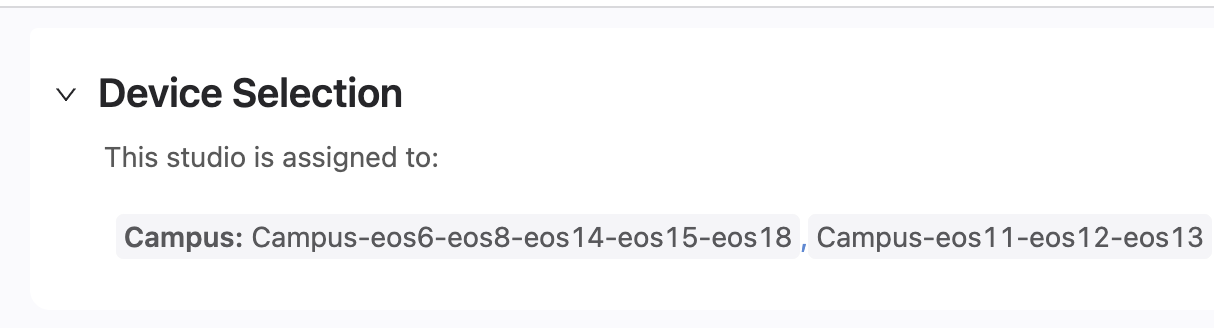 Device Selection
This studio is assigned to:
Campus: Campus-eos6-eos8-eos14-eos15-eos18 , Campus-eos11-eos12-eos13